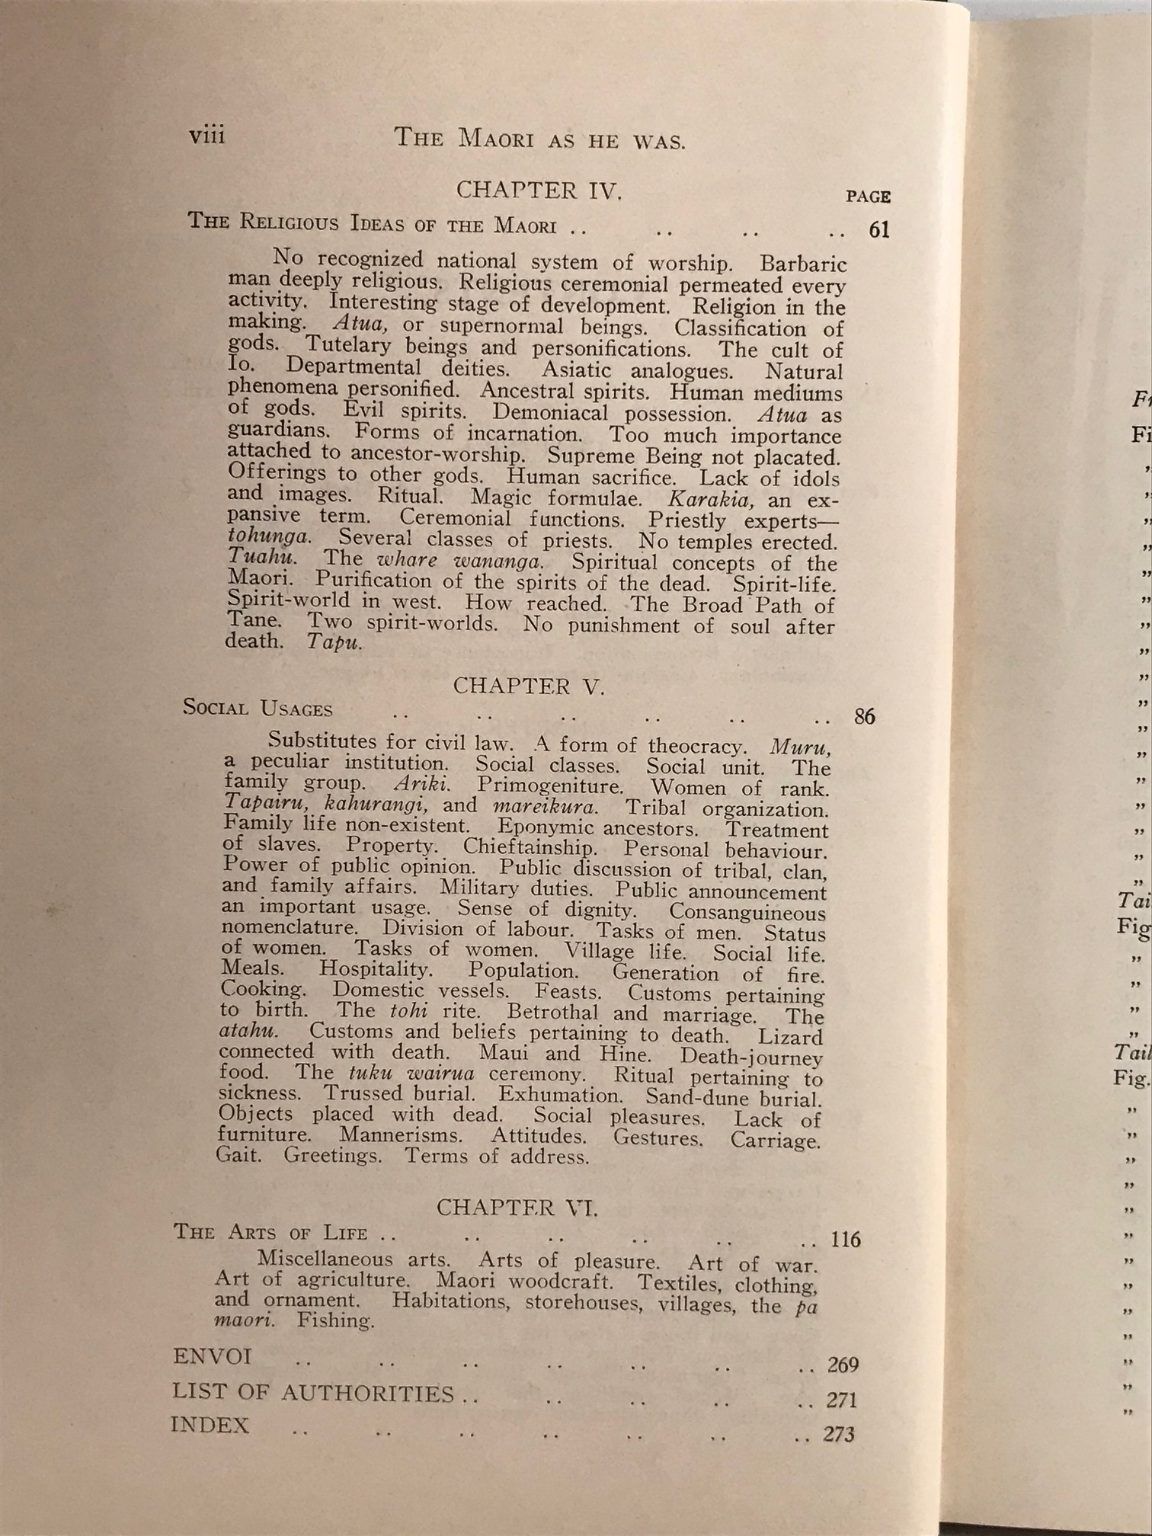 viii THE MAORI AS HE WAS.
CHAPTER IV. PAGE
THE RELIGIOUS IDEAS OF THE MAORI .. .. .. .. 61
No recognized national system of worship. Barbaric
man deeply religious. Religious ceremonial permeated every
activity. Interesting stage of development. Religion in the
making. Atua, or supernormal beings. Classification of
gods. Tutelary beings and personifications. The cult of
Io. Departmental deities. Asiatic analogues. Natural
phenomena personified. Ancestral spirits. Human mediums
of gods. Evil spirits. Demoniacal possession. Atua as
guardians. Forms of incarnation. Too much importance
attached to ancestor-worship. Supreme Being not placated.
Offerings to other gods. Human sacrifice. Lack of idols
and images. Ritual. Magic formulae. Karakia, an ex-
pansive term. Ceremonial functions. Priestly experts—
tohunga. Several classes of priests. No temples erected.
Tuahu. The whare wananga. Spiritual concepts of the
Maori. Purification of the spirits of the dead. Spirit-life.
Spirit-world in west. How reached. The Broad Path of
Tane. Two spirit-worlds. No punishment of soul after
death. Tapu.
CHAPTER V.
SOCIAL USAGES .. .. .. .. .. .. 86
Substitutes for civil law. A form of theocracy. Muru,
a peculiar institution. Social classes. Social unit. The
family group. Ariki. Primogeniture. Women of rank.
Tapairu, kahurangi, and mareikura. Tribal organization.
Family life non-existent. Eponymic ancestors. Treatment
of slaves. Property. Chieftainship. Personal behaviour.
Power of public opinion. Public discussion of tribal, clan,
and family affairs. Military duties. Public announcement
an important usage. Sense of dignity. Consanguineous
nomenclature. Division of labour. Tasks of men. Status
of women. Tasks of women. Village life. Social life.
Meals. Hospitality. Population. Generation of fire.
Cooking. Domestic vessels. Feasts. Customs pertaining
to birth. The tohi rite. Betrothal and marriage. The
atahu. Customs and beliefs pertaining to death. Lizard
connected with death. Maui and Hine. Death-journey
food. The tuku wairua ceremony. Ritual pertaining to
sickness. Trussed burial. Exhumation. Sand-dune burial.
Objects placed with dead. Social pleasures. Lack of
furniture. Mannerisms. Attitudes. Gestures. Carriage.
Gait. Greetings. Terms of address.
CHAPTER VI.
THE ARTS OF LIFE .. .. .. .. .. .. 116
Miscellaneous arts. Arts of pleasure. Art of war.
Art of agriculture. Maori woodcraft. Textiles, clothing,
and ornament. Habitations, storehouses, villages, the pa
maori. Fishing.
ENVOI .. .. .. .. .. .. .. 269
LIST OF AUTHORITIES .. .. .. .. .. 271
INDEX .. .. .. .. .. .. .. 273
Fig
Fig.